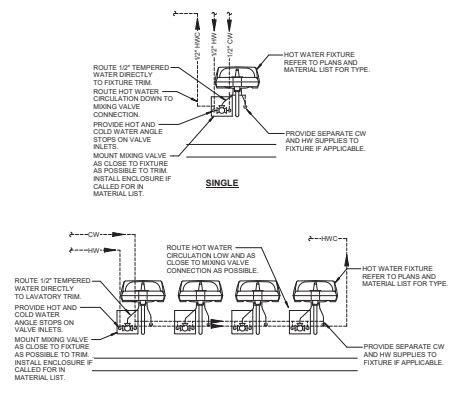 1/2" HWC
1/2" HW
1/2" CW
HOT WATER FIXTURE
REFER TO PLANS AND
MATERIAL LIST FOR TYPE.
ROUTE 1/2" TEMPERED
WATER DIRECTLY
TO FIXTURE TRIM.
ROUTE HOT WATER
CIRCULATION DOWN TO
MIXING VALVE
CONNECTION.
PROVIDE HOT AND
COLD WATER ANGLE
STOPS ON VALVE
INLETS.
MOUNT MIXING VALVE
AS CLOSE TO FIXTURE
AS POSSIBLE TO TRIM.
INSTALL ENCLOSURE IF
CALLED FOR IN
MATERIAL LIST.
PROVIDE SEPARATE CW
AND HW SUPPLIES TO
FIXTURE IF APPLICABLE.
SINGLE
CW
HW
HWC
ROUTE HOT WATER
CIRCULATION LOW AND AS
CLOSE TO MIXING VALVE
CONNECTION AS POSSIBLE.
HOT WATER FIXTURE
REFER TO PLANS AND
MATERIAL LIST FOR TYPE.
ROUTE 1/2" TEMPERED
WATER DIRECTLY
TO LAVATORY TRIM.
PROVIDE HOT AND
COLD WATER
ANGLE STOPS ON
VALVE INLETS.
MOUNT MIXING VALVE
AS CLOSE TO FIXTURE
AS POSSIBLE TO TRIM.
INSTALL ENCLOSURE IF
CALLED FOR IN
MATERIAL LIST.
PROVIDE SEPARATE CW
AND HW SUPPLIES TO
FIXTURE IF APPLICABLE.